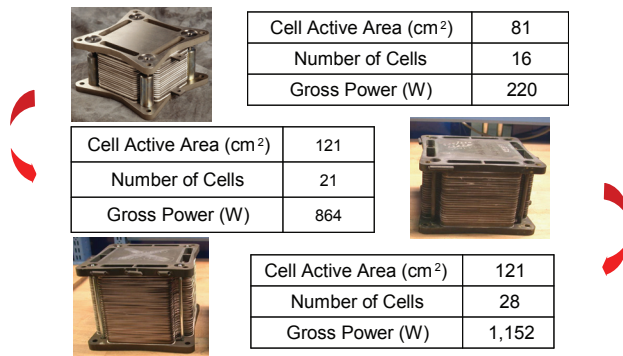 Cell Active Area (cm²) 81
Number of Cells 16
Gross Power (W) 220
Cell Active Area (cm²) 121
Number of Cells 21
Gross Power (W) 864
Cell Active Area (cm²) 121
Number of Cells 28
Gross Power (W) 1,152